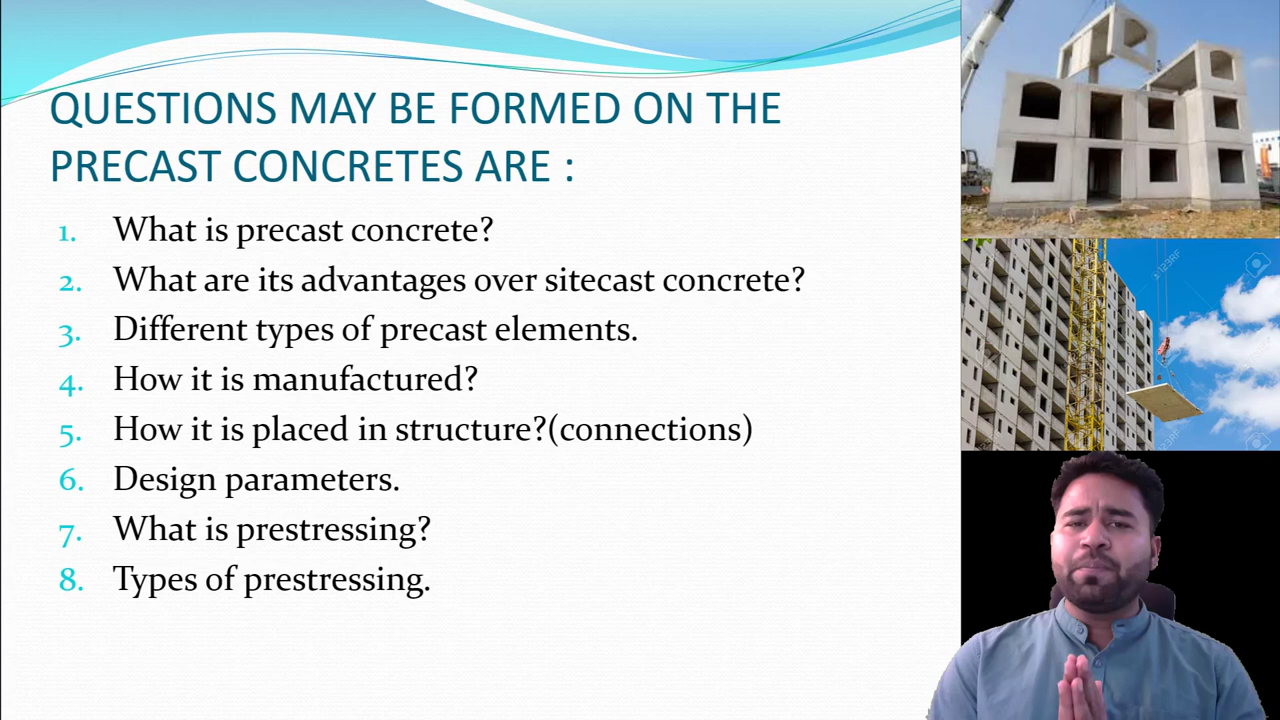 QUESTIONS MAY BE FORMED ON THE
PRECAST CONCRETES ARE :
1. What is precast concrete?
2. What are its advantages over sitecast concrete?
3. Different types of precast elements.
4. How it is manufactured?
5. How it is placed in structure?(connections)
6. Design parameters.
7. What is prestressing?
8. Types of prestressing.
123RF
123RF